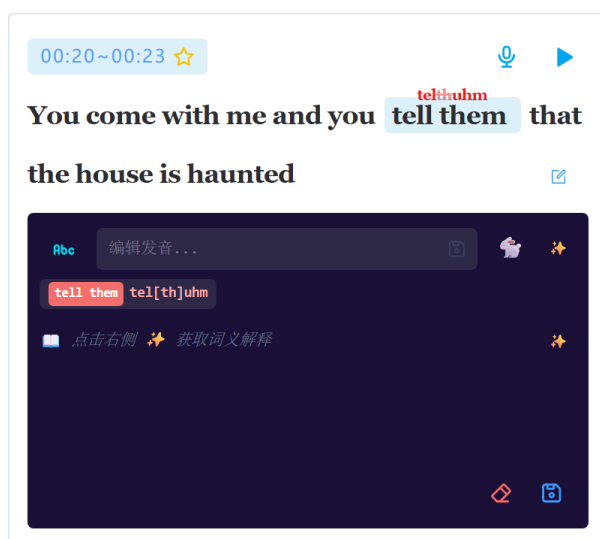 00:20~00:23
telthuhm
You come with me and you tell them that
the house is haunted
Abc 编辑发音...
tell them tel[th]uhm
点击右侧 ✨ 获取词义解释